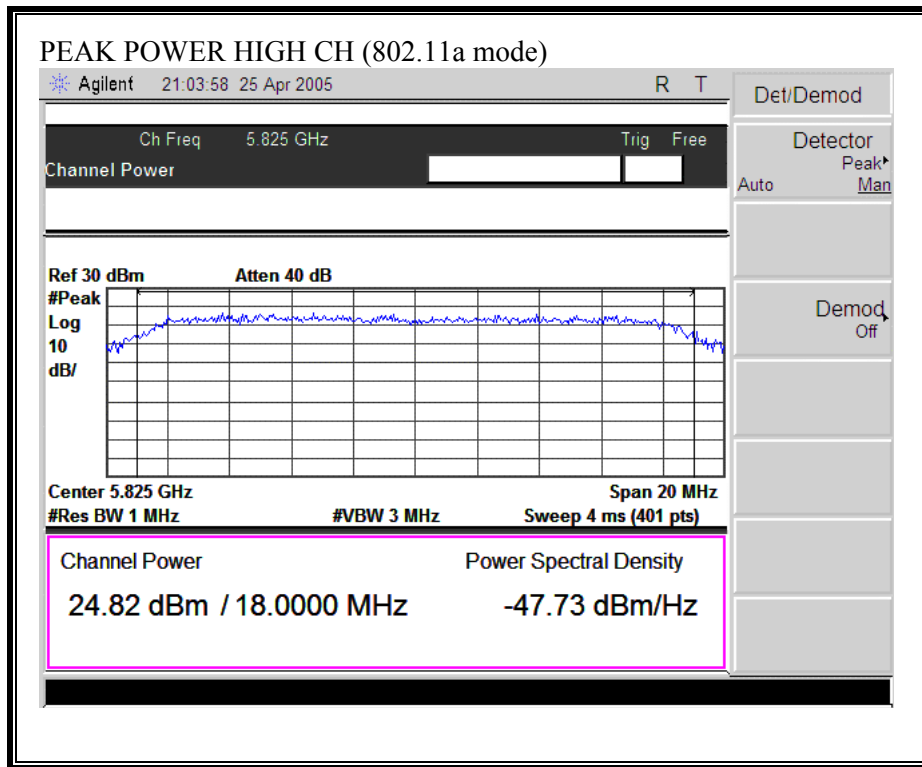 PEAK POWER HIGH CH (802.11a mode)
Agilent 21:03:58 25 Apr 2005 R T
Det/Demod
Ch Freq 5.825 GHz Trig Free
Channel Power
Detector
Peak
Auto Man
Ref 30 dBm Atten 40 dB
#Peak
Log
10
dB/
Demod
Off
Center 5.825 GHz Span 20 MHz
#Res BW 1 MHz #VBW 3 MHz Sweep 4 ms (401 pts)
Channel Power Power Spectral Density
24.82 dBm / 18.0000 MHz -47.73 dBm/Hz